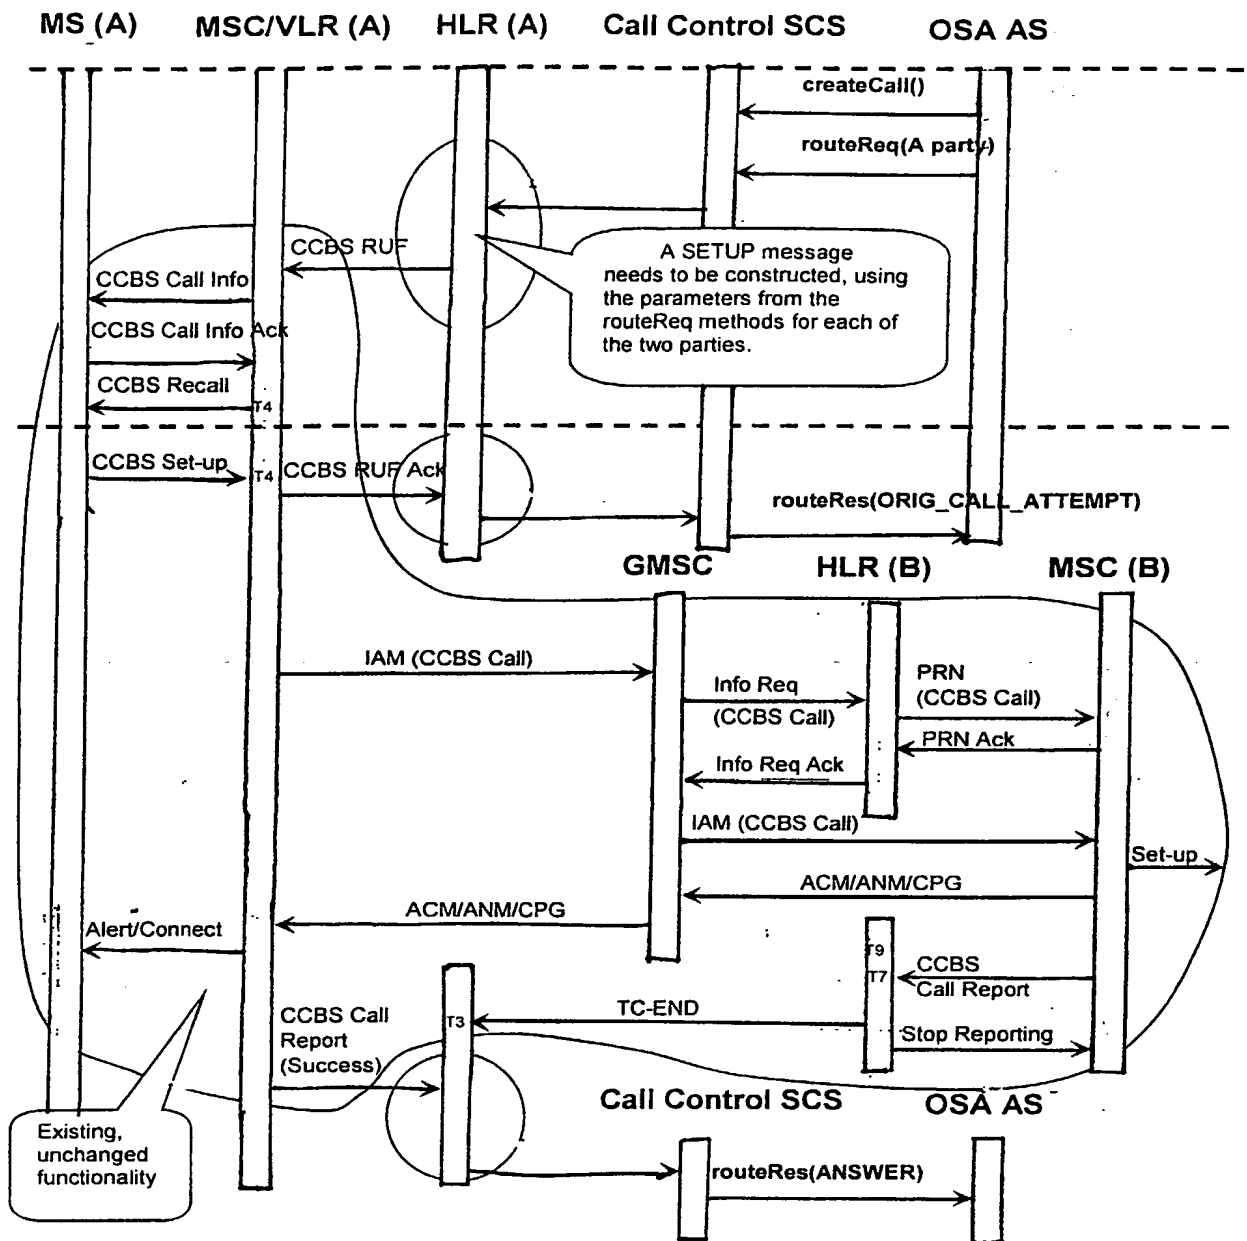 MS (A) MSC/VLR (A) HLR (A) Call Control SCS OSA AS
createCall()
routeReq(A party)
CCBS RUF
A SETUP message
needs to be constructed, using
the parameters from the
routeReq methods for each of
the two parties.
CCBS Call Info
CCBS Call Info Ack
CCBS Recall
T4
CCBS Set-up
T4
CCBS RUF Ack
routeRes(ORIG_CALL_ATTEMPT)
GMSC HLR (B) MSC (B)
IAM (CCBS Call)
Info Req
(CCBS Call)
PRN
(CCBS Call)
PRN Ack
Info Req Ack
IAM (CCBS Call)
Set-up
ACM/ANM/CPG
ACM/ANM/CPG
Alert/Connect
T9
T7
CCBS
Call Report
TC-END
T3
Stop Reporting
CCBS Call
Report
(Success)
Call Control SCS OSA AS
Existing,
unchanged
functionality
routeRes(ANSWER)